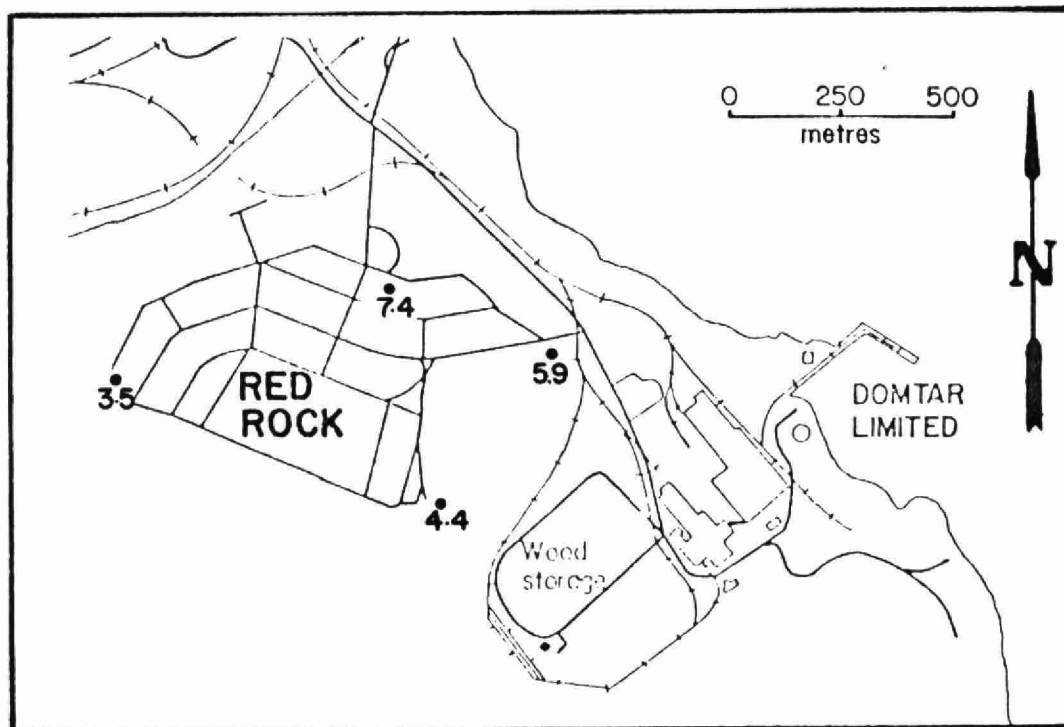 0 250 500
metres
N
7.4
5.9
3.5
RED
ROCK
DOMTAR
LIMITED
4.4
Wood
storage